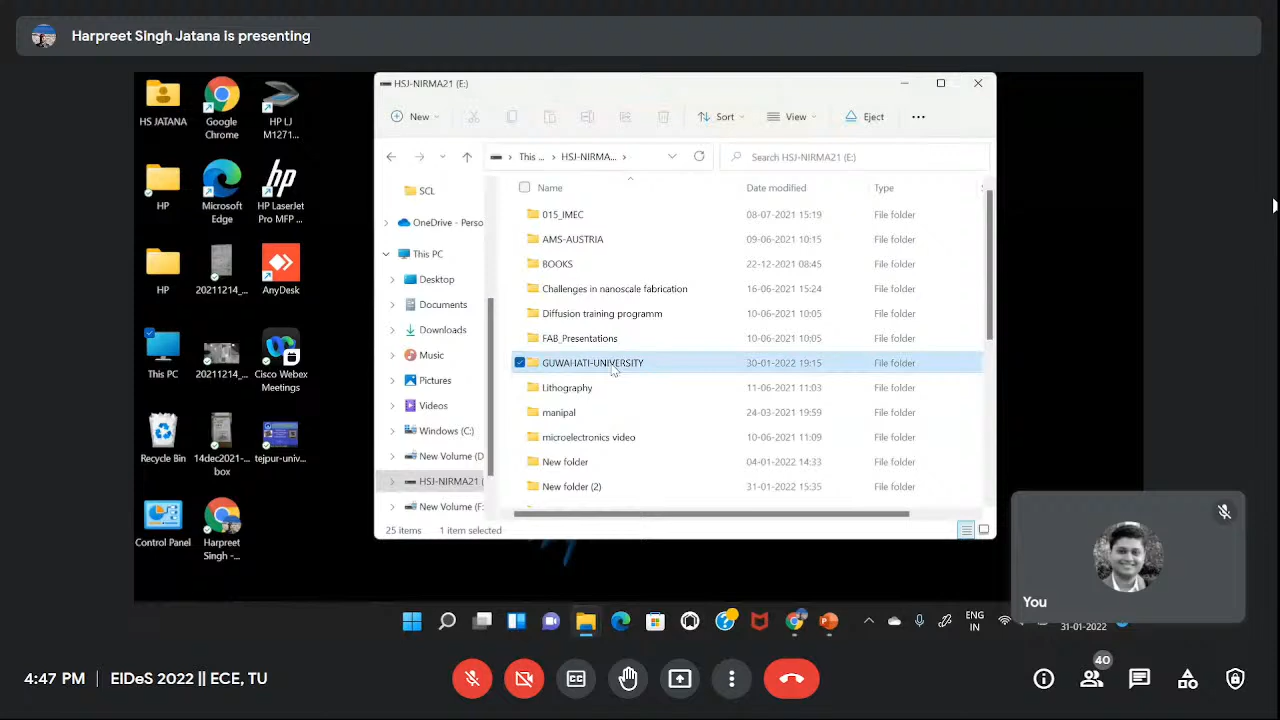 Harpreet Singh Jatana is presenting
HS JATANA
Google Chrome
HP LJ M1271...
HP
Microsoft Edge
hp
HP LaserJet Pro MFP ...
HP
20211214_...
AnyDesk
This PC
20211214_...
Cisco Webex Meetings
Recycle Bin
14dec2021-... box
tejpur-univ...
Control Panel
Harpreet Singh -...
HSJ-NIRMA21 (E:)
New
Sort
View
Eject
This ... > HSJ-NIRMA... >
Search HSJ-NIRMA21 (E:)
SCL
OneDrive - Perso
This PC
Desktop
Documents
Downloads
Music
Pictures
Videos
Windows (C:)
New Volume (D
HSJ-NIRMA21 (
New Volume (F:
Name Date modified Type
015_IMEC 08-07-2021 15:19 File folder
AMS-AUSTRIA 09-06-2021 10:15 File folder
BOOKS 22-12-2021 08:45 File folder
Challenges in nanoscale fabrication 16-06-2021 15:24 File folder
Diffusion training programm 10-06-2021 10:05 File folder
FAB_Presentations 10-06-2021 10:05 File folder
GUWAHATI-UNIVERSITY 30-01-2022 19:15 File folder
Lithography 11-06-2021 11:03 File folder
manipal 24-03-2021 19:59 File folder
microelectronics video 10-06-2021 11:09 File folder
New folder 04-01-2022 14:33 File folder
New folder (2) 31-01-2022 15:35 File folder
25 items 1 item selected
You
ENG
IN
31-01-2022
4:47 PM | EIDeS 2022 || ECE, TU
40